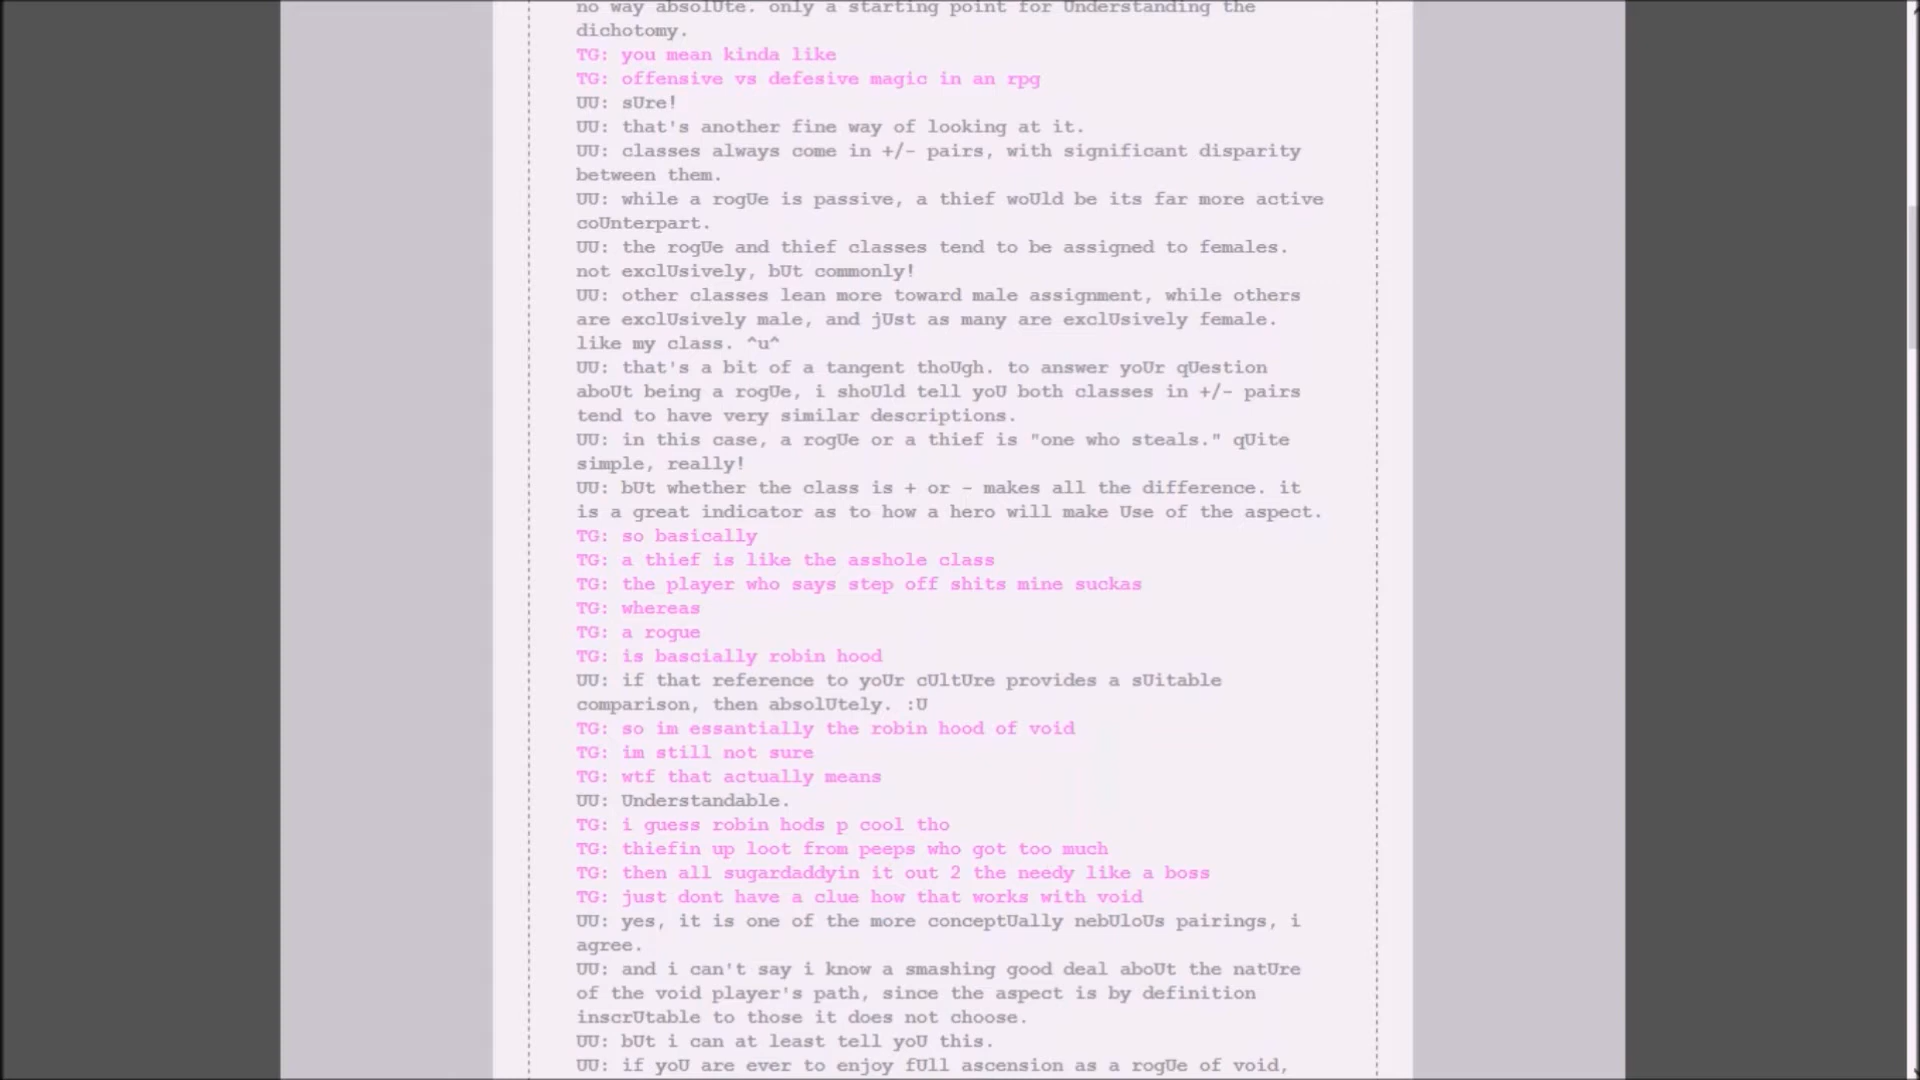 no way absolUte. only a starting point for Understanding the
dichotomy.
TG: you mean kinda like
TG: offensive vs defesive magic in an rpg
UU: sUre!
UU: that's another fine way of looking at it.
UU: classes always come in +/- pairs, with significant disparity
between them.
UU: while a rogUe is passive, a thief woUld be its far more active
coUnterpart.
UU: the rogUe and thief classes tend to be assigned to females.
not exclUsively, bUt commonly!
UU: other classes lean more toward male assignment, while others
are exclUsively male, and jUst as many are exclUsively female.
like my class. ^u^
UU: that's a bit of a tangent thoUgh. to answer yoUr qUestion
aboUt being a rogUe, i shoUld tell yoU both classes in +/- pairs
tend to have very similar descriptions.
UU: in this case, a rogUe or a thief is "one who steals." qUite
simple, really!
UU: bUt whether the class is + or - makes all the difference. it
is a great indicator as to how a hero will make Use of the aspect.
TG: so basically
TG: a thief is like the asshole class
TG: the player who says step off shits mine suckas
TG: whereas
TG: a rogue
TG: is bascially robin hood
UU: if that reference to yoUr cUltUre provides a sUitable
comparison, then absolUtely. :U
TG: so im essantially the robin hood of void
TG: im still not sure
TG: wtf that actually means
UU: Understandable.
TG: i guess robin hods p cool tho
TG: thiefin up loot from peeps who got too much
TG: then all sugardaddyin it out 2 the needy like a boss
TG: just dont have a clue how that works with void
UU: yes, it is one of the more conceptUally nebUloUs pairings, i
agree.
UU: and i can't say i know a smashing good deal aboUt the natUre
of the void player's path, since the aspect is by definition
inscrUtable to those it does not choose.
UU: bUt i can at least tell yoU this.
UU: if yoU are ever to enjoy fUll ascension as a rogUe of void,